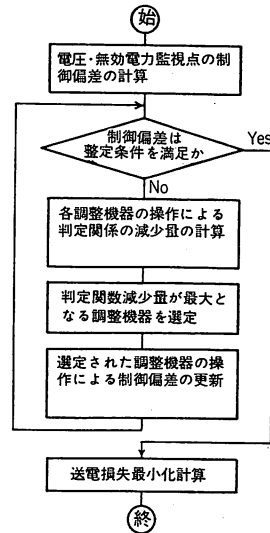 始
電圧・無効電力監視点の制
御偏差の計算
制御偏差は
整定条件を満足か
Yes
No
各調整機器の操作による
判定関係の減少量の計算
判定関数減少量が最大と
なる調整機器を選定
選定された調整機器の操
作による制御偏差の更新
送電損失最小化計算
終